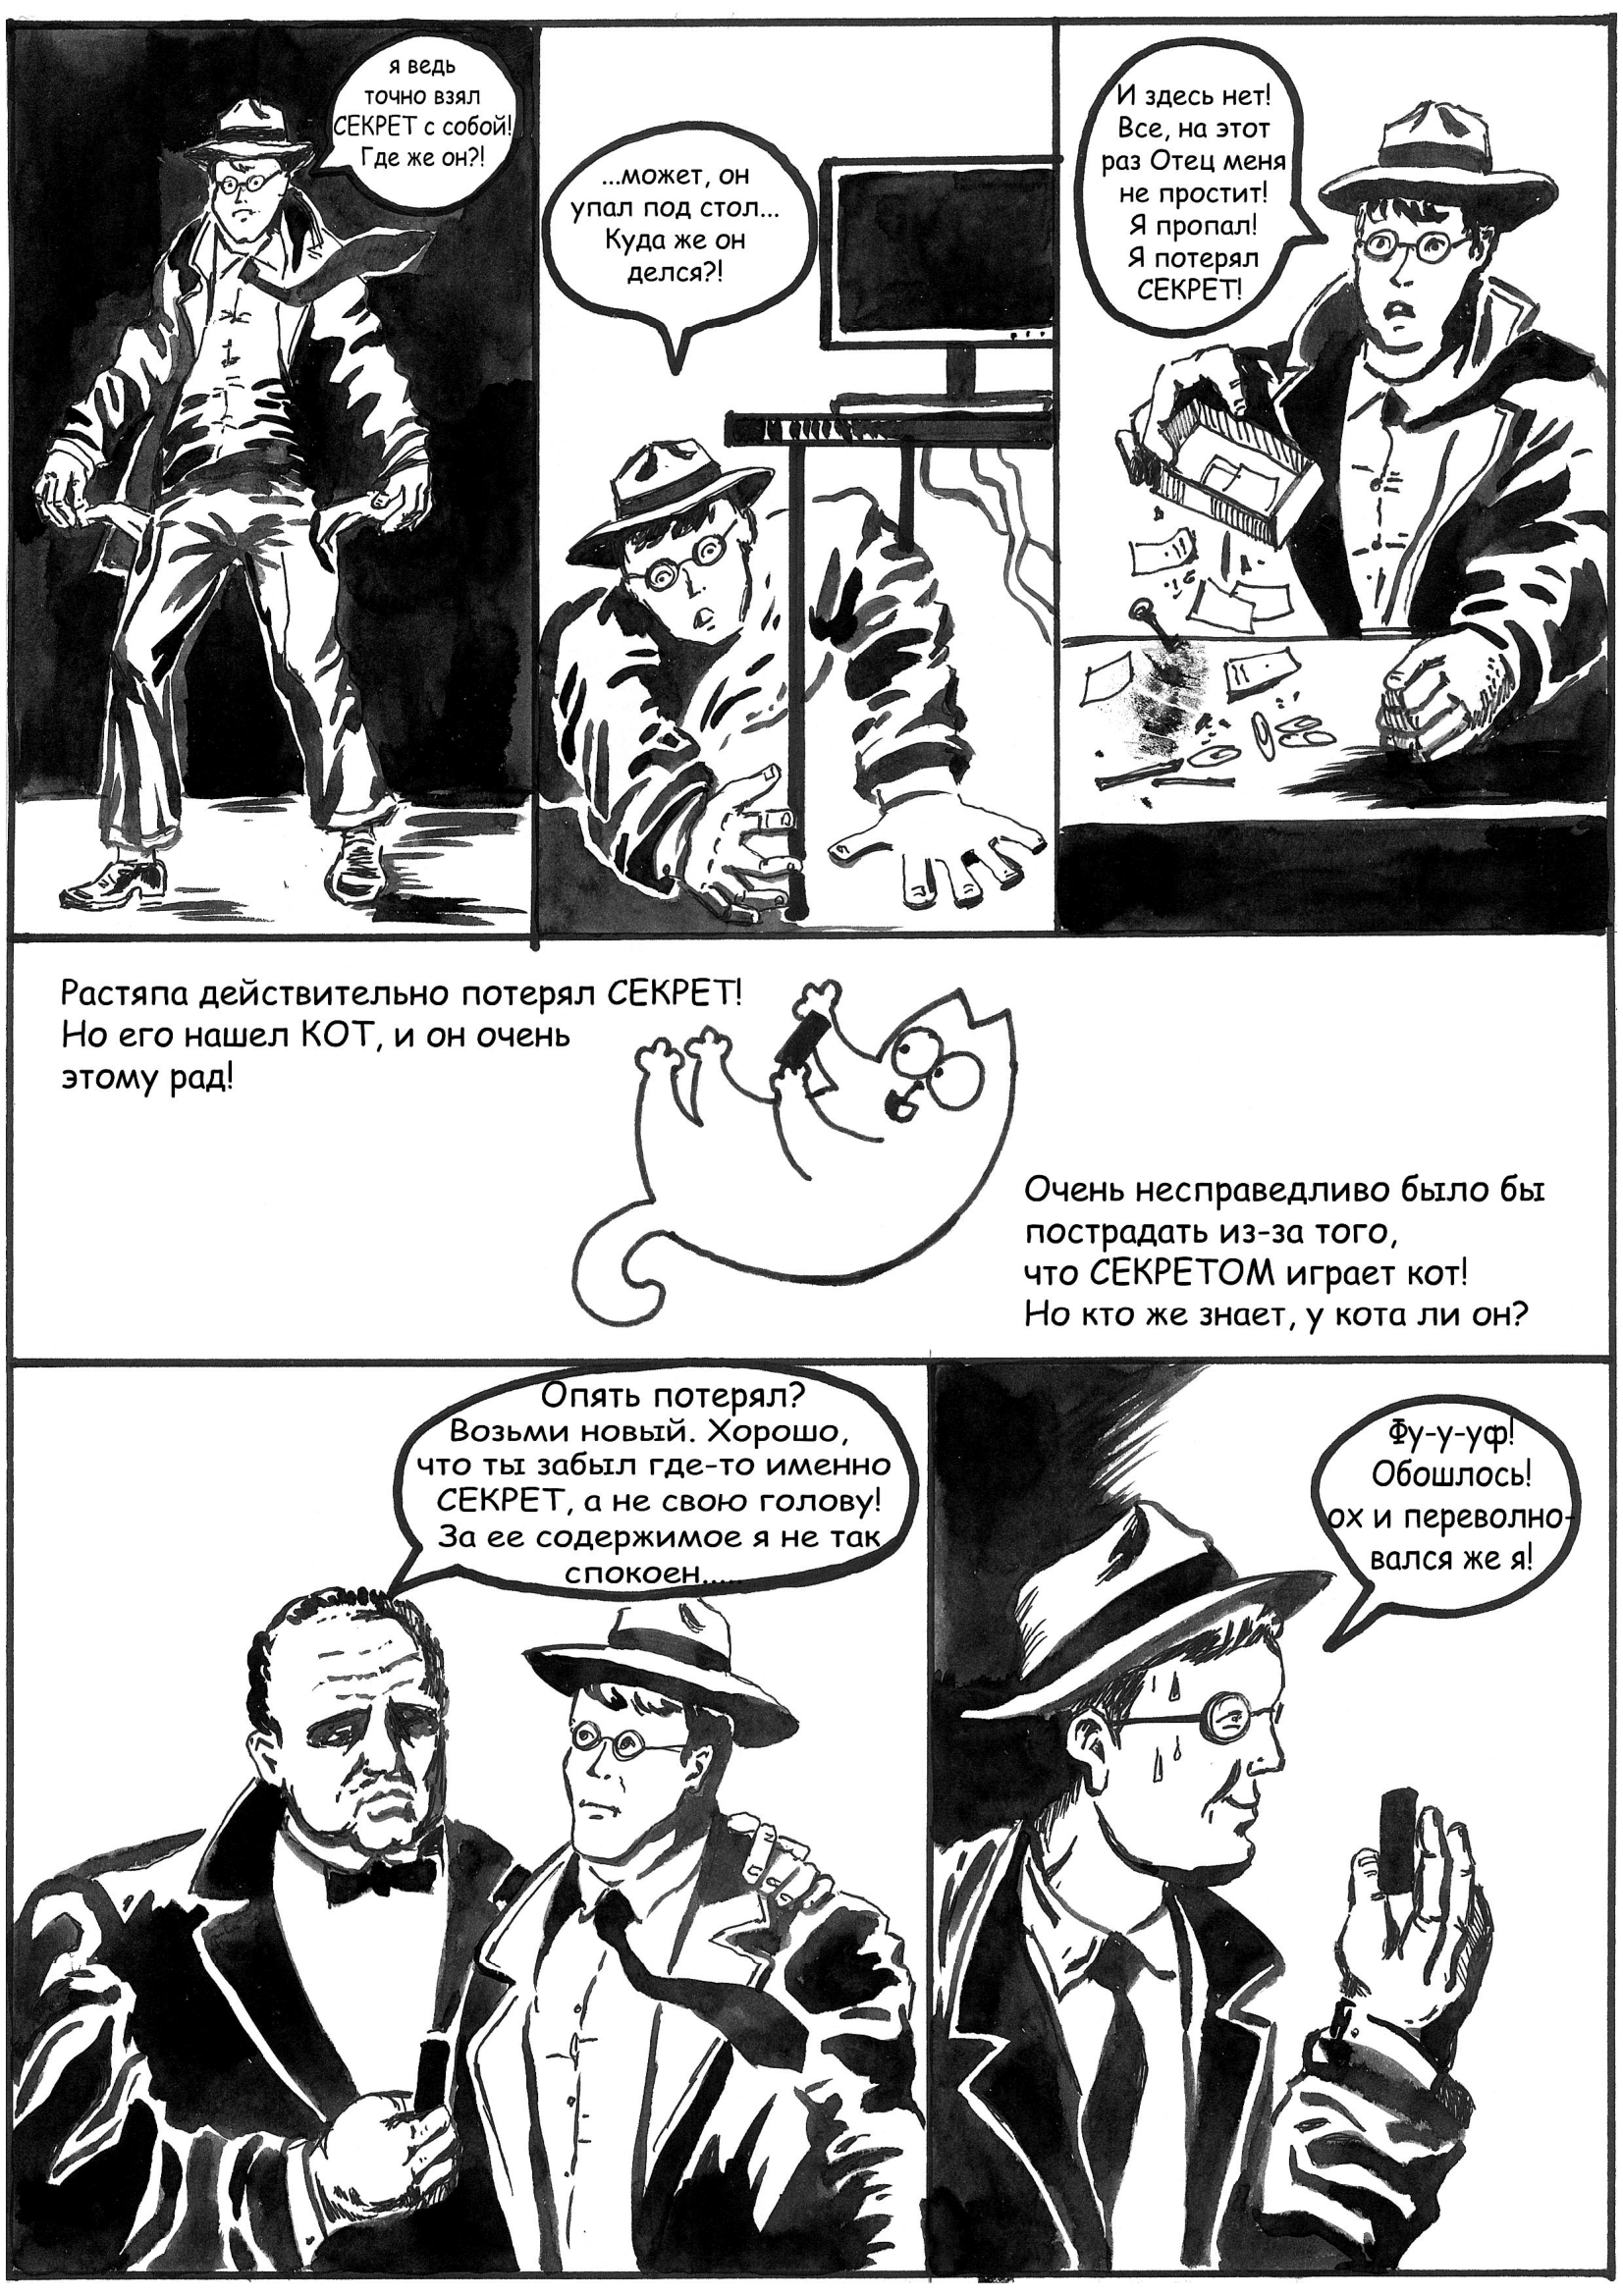 я ведь
точно взял
СЕКРЕТ с собой!
Где же он?!
...может, он
упал под стол...
Куда же он
делся?!
И здесь нет!
Все, на этот
раз Отец меня
не простит!
Я пропал!
Я потерял
СЕКРЕТ!
Растяпа действительно потерял СЕКРЕТ!
Но его нашел КОТ, и он очень
этому рад!
Очень несправедливо было бы
пострадать из-за того,
что СЕКРЕТОМ играет кот!
Но кто же знает, у кота ли он?
Опять потерял?
Возьми новый. Хорошо,
что ты забыл где-то именно
СЕКРЕТ, а не свою голову!
За ее содержимое я не так
спокоен.....
Фу-у-уф!
Обошлось!
ох и переволно-
вался же я!